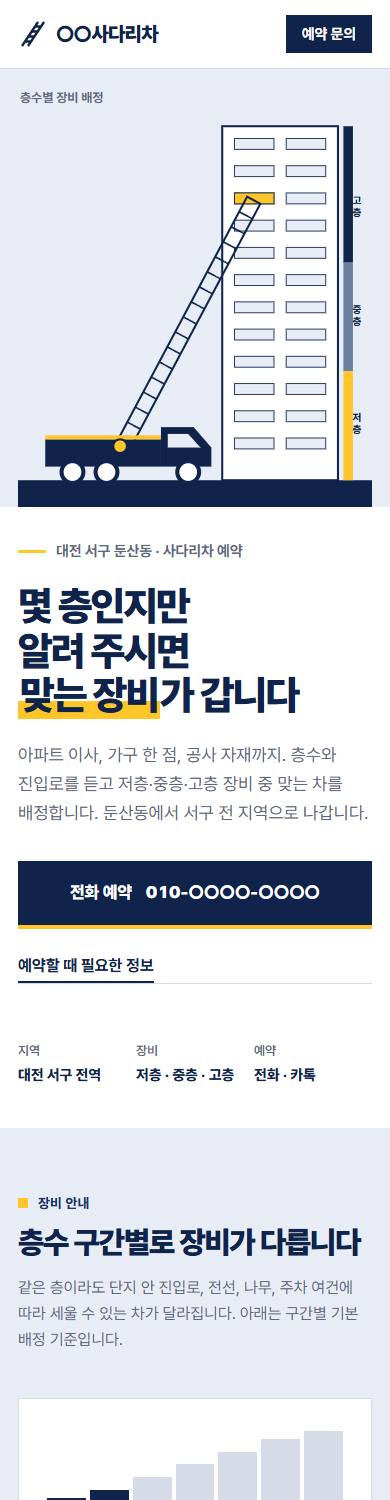 ○○사다리차
예약 문의
층수별 장비 배정
고층
중층
저층
대전 서구 둔산동 · 사다리차 예약
몇 층인지만
알려 주시면
맞는 장비가 갑니다
아파트 이사, 가구 한 점, 공사 자재까지. 층수와
진입로를 듣고 저층·중층·고층 장비 중 맞는 차를
배정합니다. 둔산동에서 서구 전 지역으로 나갑니다.
전화 예약 010-○○○○-○○○○
예약할 때 필요한 정보
지역 장비 예약
대전 서구 전역 저층 · 중층 · 고층 전화 · 카톡
장비 안내
층수 구간별로 장비가 다릅니다
같은 층이라도 단지 안 진입로, 전선, 나무, 주차 여건에
따라 세울 수 있는 차가 달라집니다. 아래는 구간별 기본
배정 기준입니다.